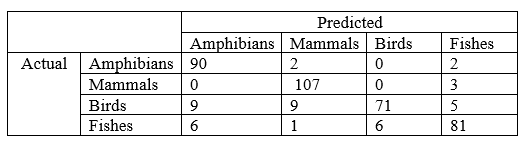 Predicted
Amphibians Mammals Birds Fishes
Actual Amphibians 90 2 0 2
Mammals 0 107 0 3
Birds 9 9 71 5
Fishes 6 1 6 81